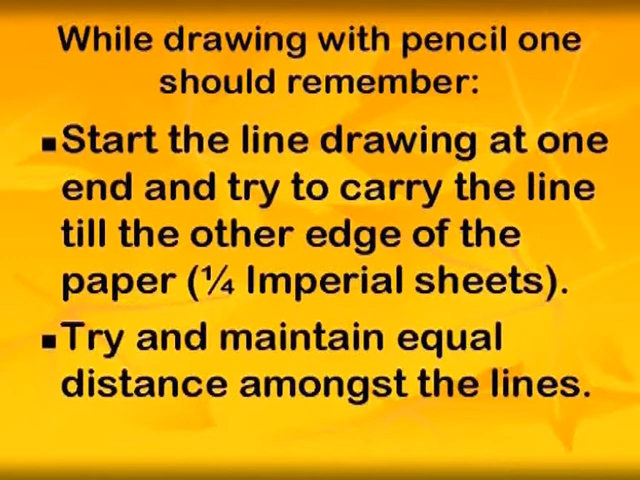 While drawing with pencil one
should remember:
▪Start the line drawing at one
end and try to carry the line
till the other edge of the
paper (¼ Imperial sheets).
▪Try and maintain equal
distance amongst the lines.